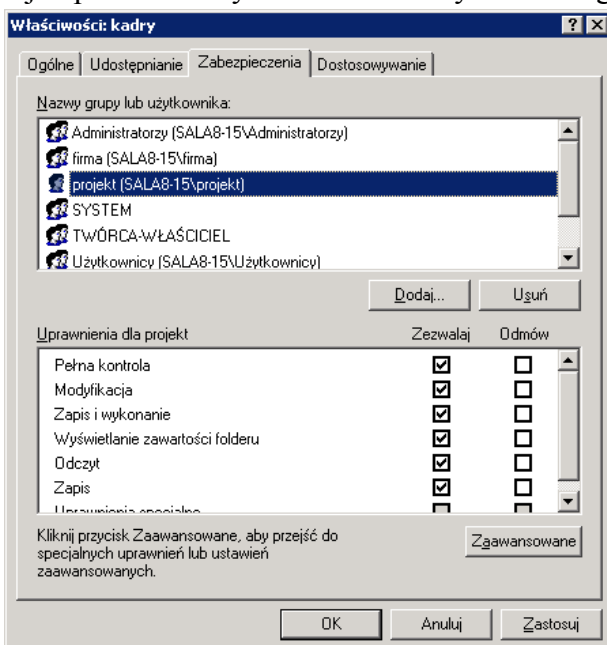 Właściwości: kadry
Ogólne Udostępnianie Zabezpieczenia Dostosowywanie
Nazwy grupy lub użytkownika:
Administratorzy (SALA8-15\Administratorzy)
firma (SALA8-15\firma)
projekt (SALA8-15\projekt)
SYSTEM
TWÓRCA-WŁAŚCICIEL
Użytkownicy (SALA8-15\Użytkownicy)
Dodaj... Usuń
Uprawnienia dla projekt Zezwalaj Odmów
Pełna kontrola
Modyfikacja
Zapis i wykonanie
Wyświetlanie zawartości folderu
Odczyt
Zapis
Uprawnienia specjalne
Kliknij przycisk Zaawansowane, aby przejść do
specjalnych uprawnień lub ustawień
zaawansowanych.
Zaawansowane
OK Anuluj Zastosuj